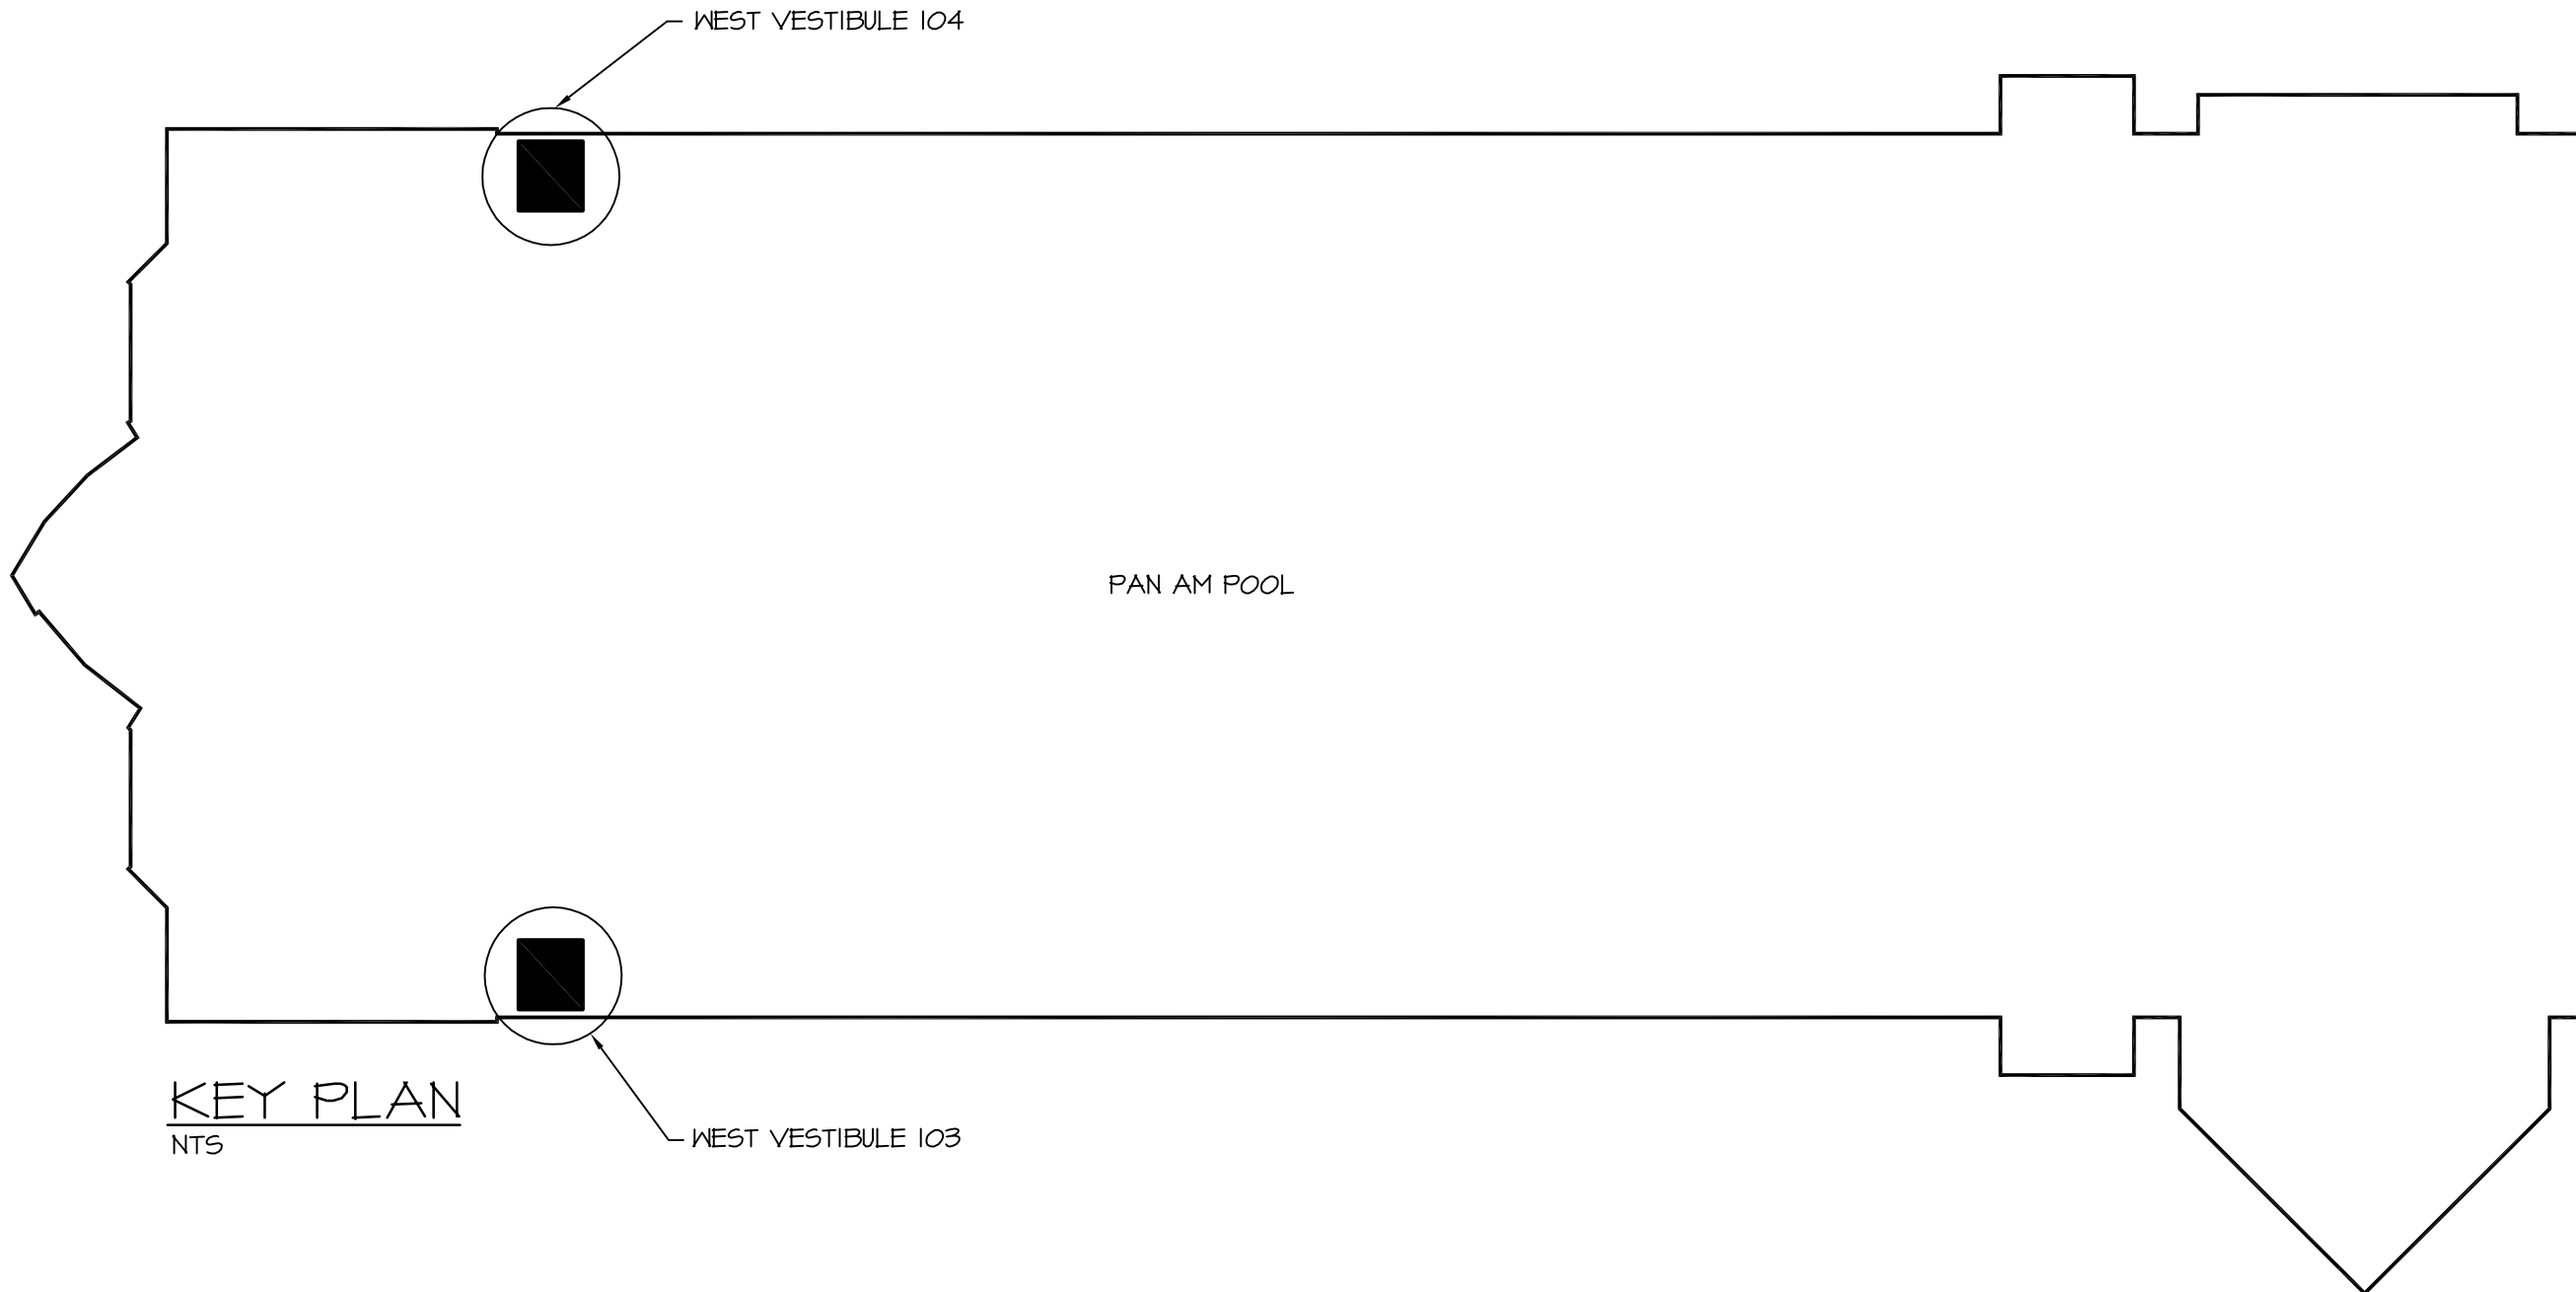 WEST VESTIBULE 104
PAN AM POOL
KEY PLAN
NTS
WEST VESTIBULE 103